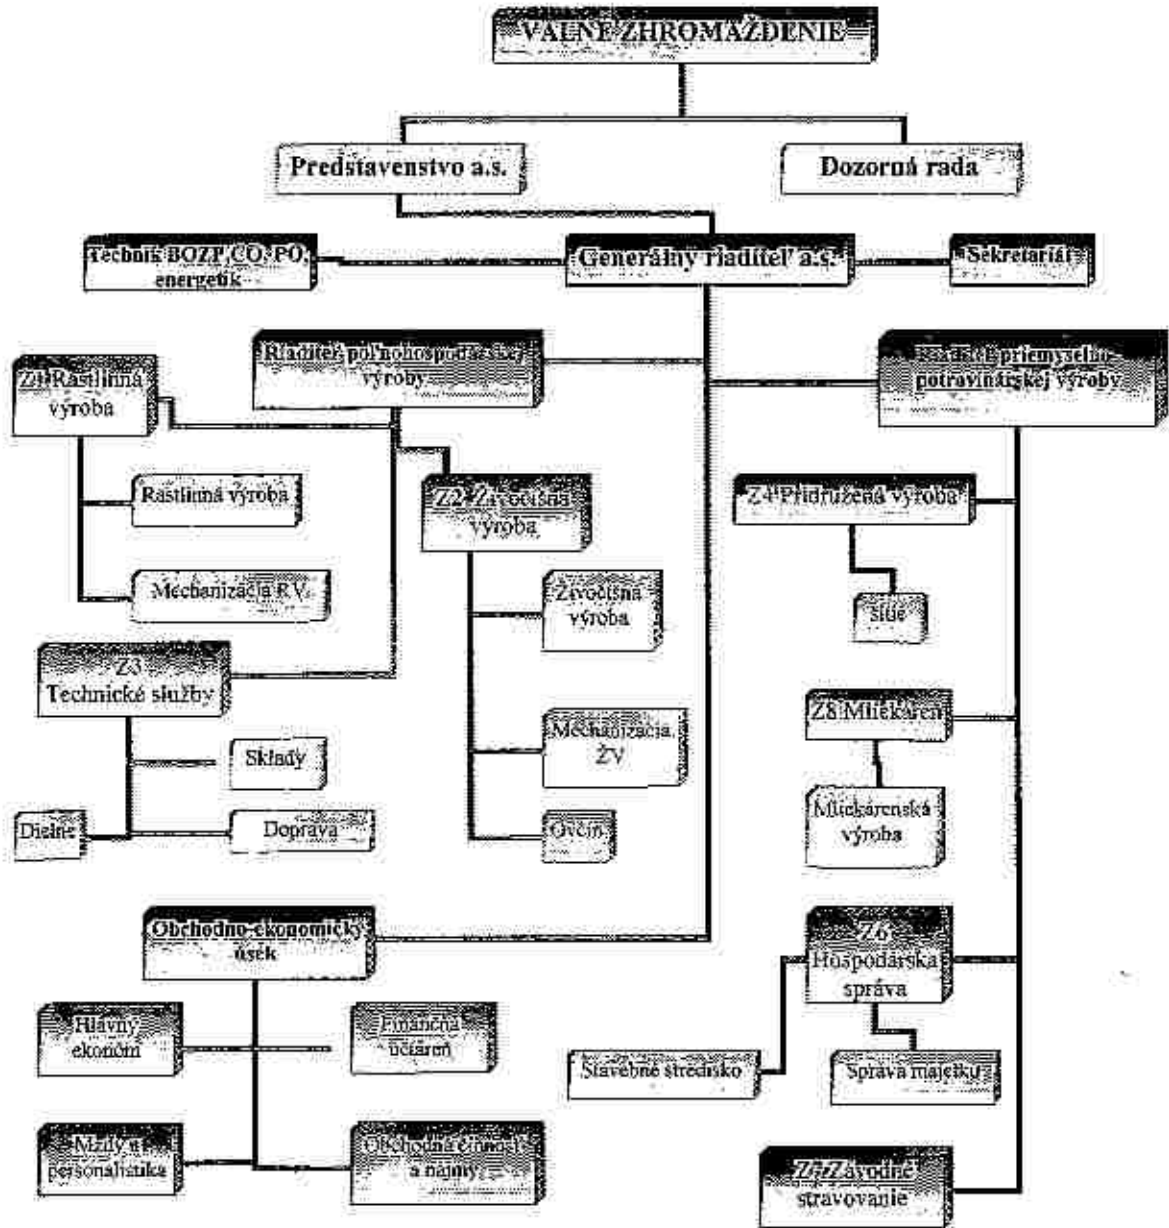 VALNÉ ZHROMAŽDENIE
Predstavenstvo a.s.
Dozorná rada
Technik BOZP,CO, PO,
energetik
Generálny riaditeľ a.s.
Sekretariát
Riaditeľ poľnohospodárskej
výroby
Riaditeľ priemyselno-
potravinárskej výroby
Z1 Rastlinná
výroba
Rastlinná výroba
Mechanizácia RV
Z2 Živočíšna
výroba
Živočíšna
výroba
Mechanizácia
ŽV
Ovčín
Z3
Technické služby
Sklady
Dielne
Doprava
Z4 Pridružená výroba
Z8 Mliekáreň
Mliekárenská
výroba
Z6
Hospodárska
správa
Stavebné stredisko
Správa majetku
Závodné
stravovanie
Obchodno-ekonomický
úsek
Hlavný
ekonóm
Finančná
účtáreň
Mzdy a
personalistika
Obchodná činnosť
a nájmy